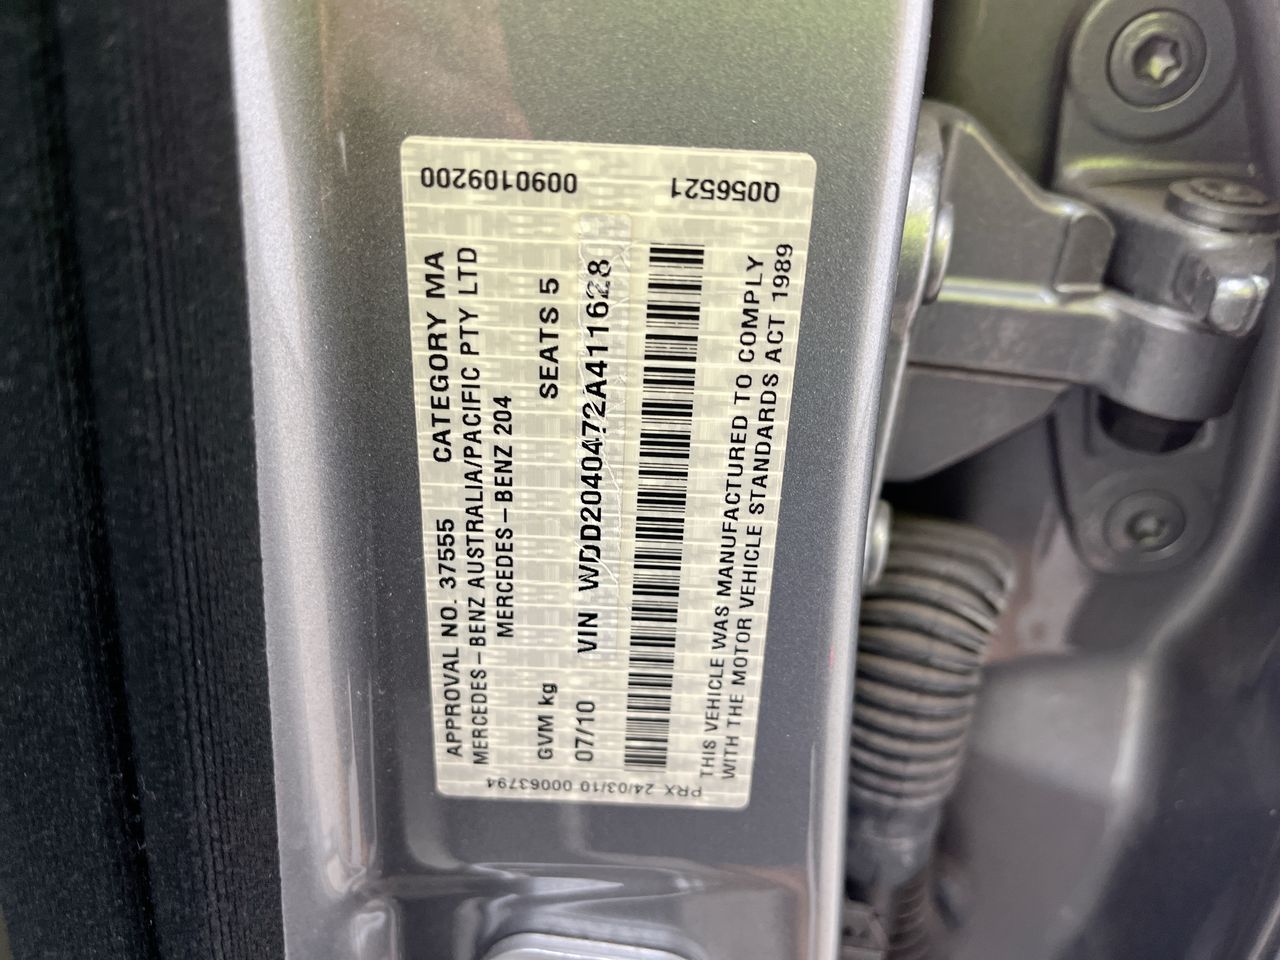 APPROVAL NO. 37555 CATEGORY MA
MERCEDES-BENZ AUSTRALIA/PACIFIC PTY LTD
MERCEDES-BENZ 204
GVM kg SEATS 5
07/10 VIN WDD2040472A411628
THIS VEHICLE WAS MANUFACTURED TO COMPLY
WITH THE MOTOR VEHICLE STANDARDS ACT 1989
0090109200 Q056521
PRX 24/03/10 00063794